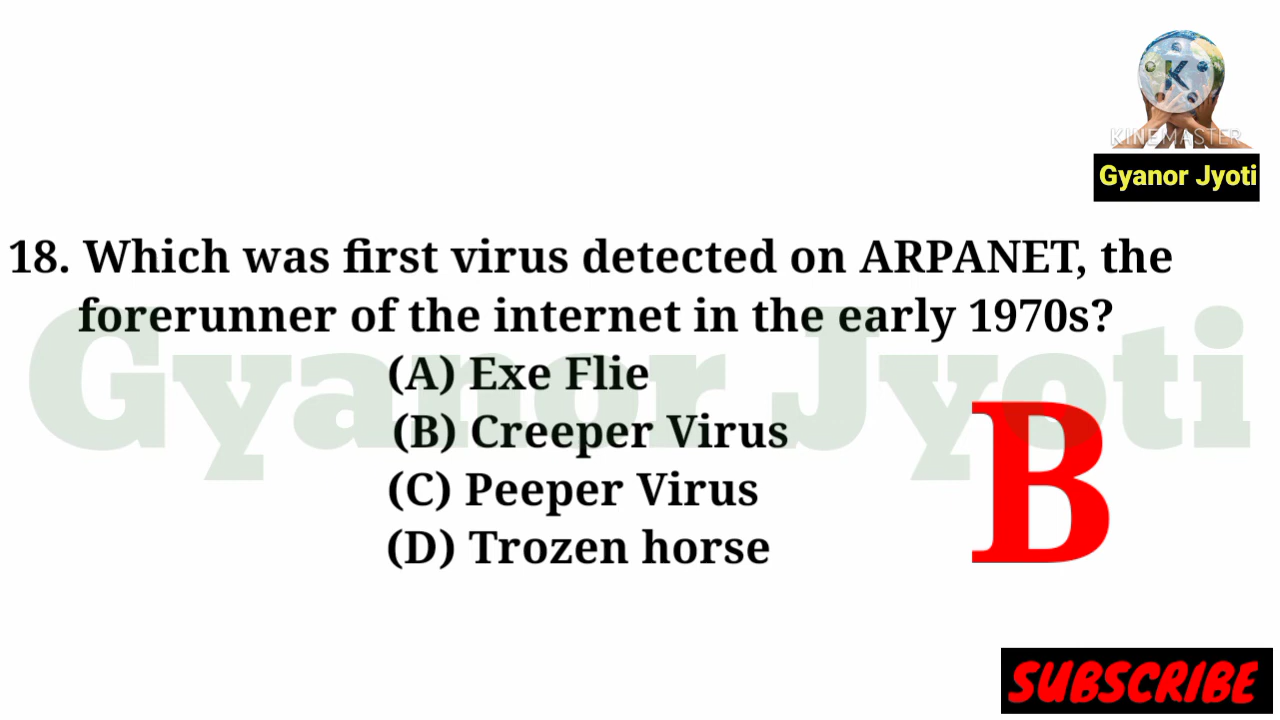 K
KINEMASTER
Gyanor Jyoti
18. Which was first virus detected on ARPANET, the
forerunner of the internet in the early 1970s?
Gyanor Jyoti
(A) Exe Flie
(B) Creeper Virus
(C) Peeper Virus
(D) Trozen horse
B
SUBSCRIBE